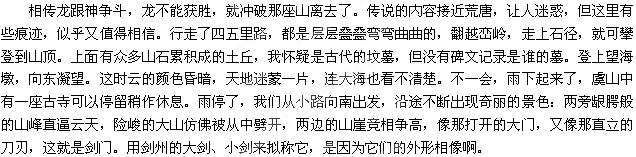 相传龙跟神争斗，龙不能获胜，就冲破那座山离去了。传说的内容接近荒唐，让人迷惑，但这里有
些痕迹，似乎又值得相信。行走了四五里路，都是层层叠叠弯弯曲曲的，翻越峦岭，走上石径，就可攀
登到山顶。上面有众多山石累积成的土丘，我怀疑是古代的坟墓，但没有碑文记录是谁的墓。登上望海
墩，向东凝望。这时云的颜色昏暗，天地迷蒙一片，连大海也看不清楚。不一会，雨下起来了，虞山中
有一座古寺可以停留稍作休息。雨停了，我们从小路向南出发，沿途不断出现奇丽的景色：两旁龈腭般
的山峰直逼云天，险峻的大山仿佛被从中劈开，两边的山崖竞相争高，像那打开的大门，又像那直立的
刀刃，这就是剑门。用剑州的大剑、小剑来拟称它，是因为它们的外形相像啊。